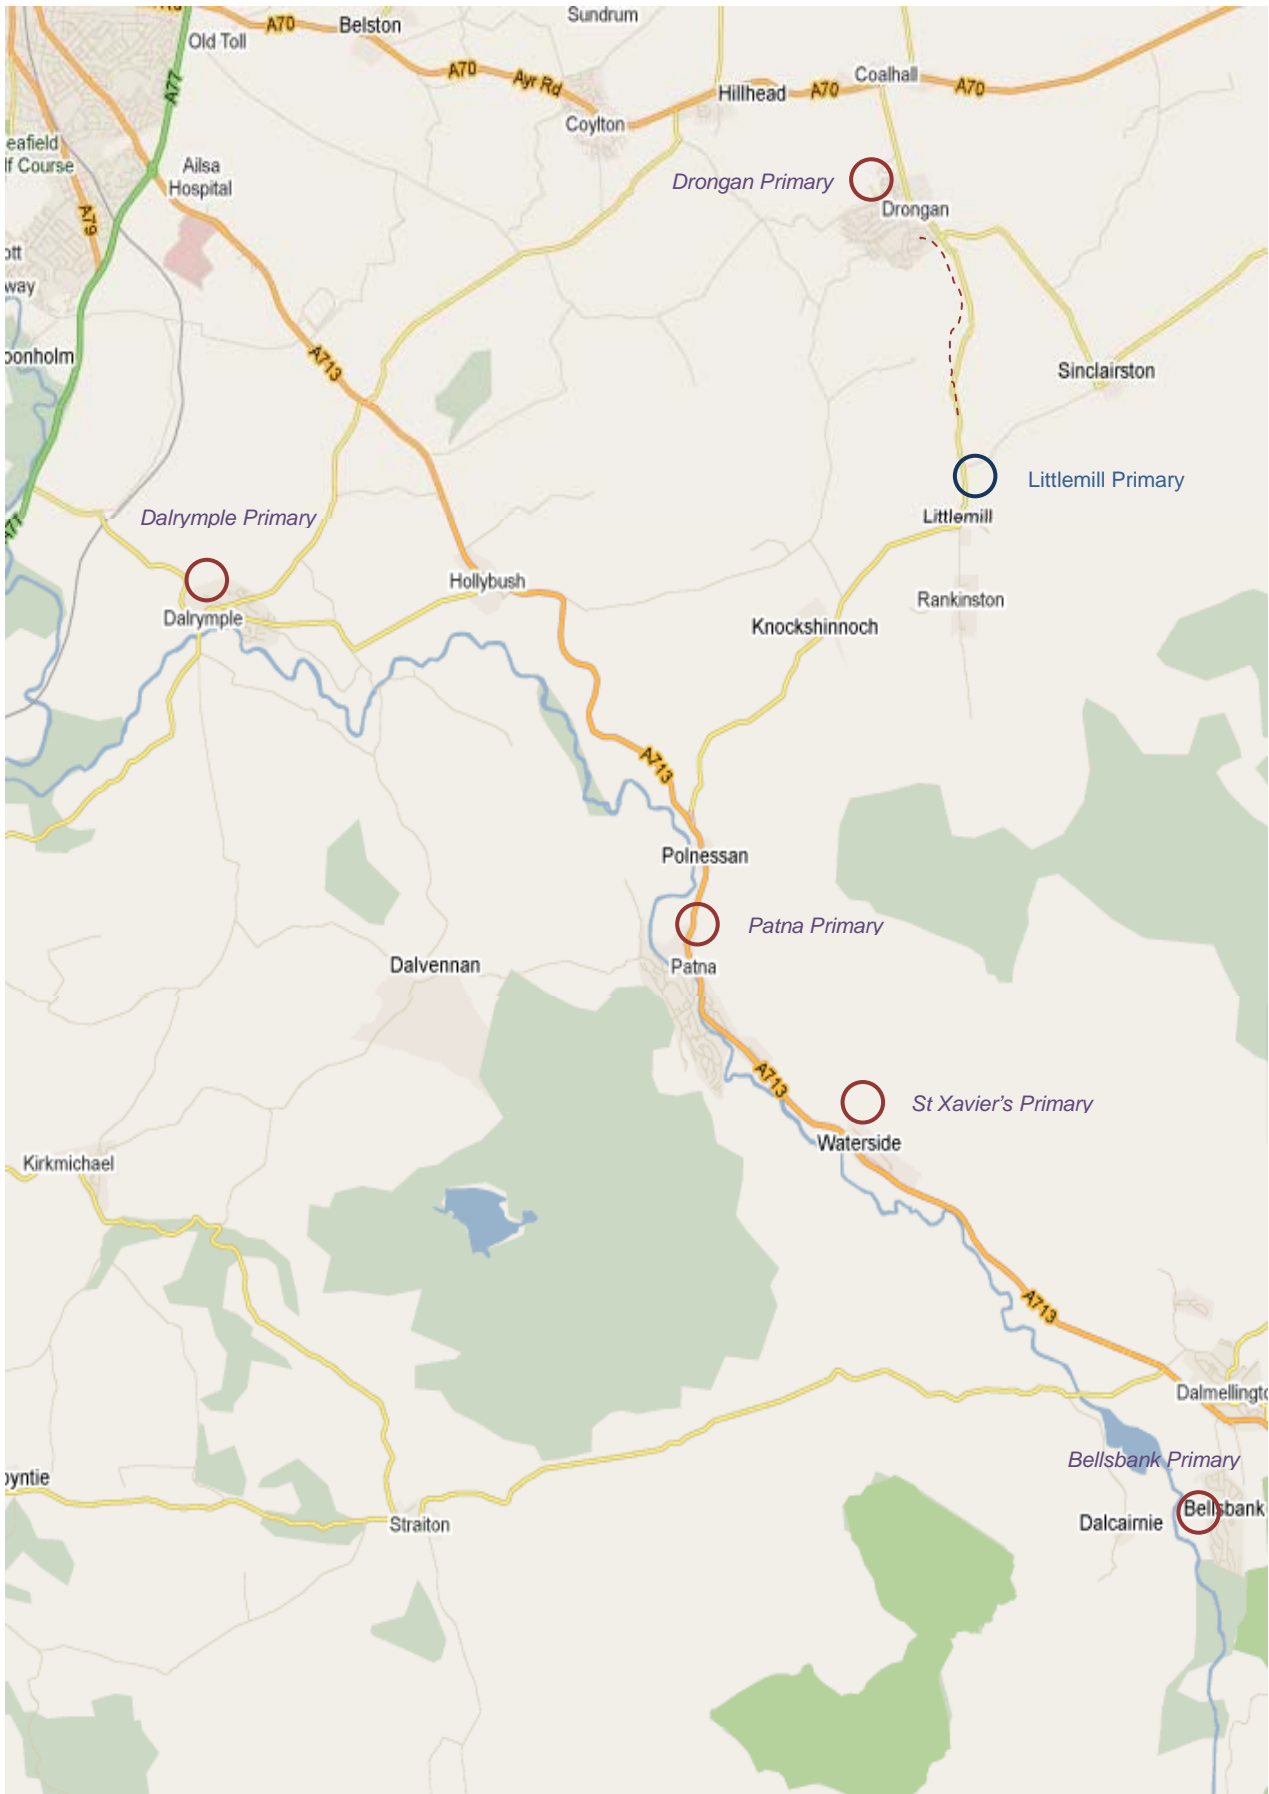 Sundrum
A70
Belston
Old Toll
A77
A70
Ayr Rd
Coalhall
Hillhead
A70
A70
Coylton
eafield
lf Course
Ailsa
Hospital
Drongan Primary
Drongan
A79
ott
way
oonholm
A713
Sinclairston
Littlemill Primary
Littlemill
Dalrymple Primary
Hollybush
Rankinston
Dalrymple
Knockshinnoch
A713
Polnessan
Patna Primary
Dalvennan
Patna
A713
St Xavier's Primary
Waterside
Kirkmichael
A713
Dalmellingto
Bellsbank Primary
oyntie
Bellsbank
Dalcairnie
Straiton